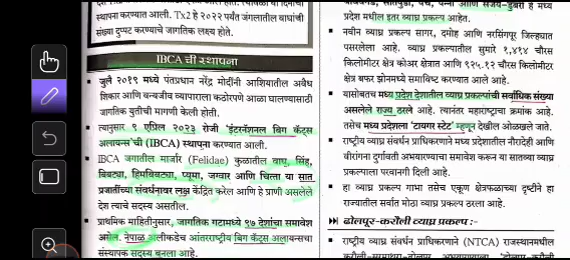 स्थापना करण्यात आली. Tx2 हे २०२२ पर्यंत जंगलातील वाघांची
संख्या दुप्पट करण्याचे जागतिक लक्ष्य होते.
IBCA ची स्थापना
• जुलै २०१९ मध्ये पंतप्रधान नरेंद्र मोदींनी आशियातील अवैध
शिकार आणि वन्यजीव व्यापाराला कठोरपणे आळा घालण्यासाठी
जागतिक युतीची मागणी केली होती.
• त्यानुसार ९ एप्रिल २०२३ रोजी 'इंटरनॅशनल बिग कॅट्स
अलायन्स'ची (IBCA) स्थापना करण्यात आली.
• IBCA जगातील मार्जार (Felidae) कुळातील वाघ, सिंह,
बिबट्या, हिमबिबट्या, प्यूमा, जग्वार आणि चित्ता या सात
प्रजातींच्या संवर्धनावर लक्ष केंद्रित करेल आणि हे प्राणी असलेले
देश त्याचे सदस्य असतील.
• प्राथमिक माहितीनुसार, जागतिक गटामध्ये ९७ देशांचा समावेश
असेल. नेपाळ अलीकडेच आंतरराष्ट्रीय बिग कॅट्स अलायन्सचा
संस्थापक सदस्य बनला आहे.
प्रदेश मधील इतर व्याघ्र प्रकल्प आहेत.
• नवीन व्याघ्र प्रकल्प सागर, दमोह आणि नरसिंगपूर जिल्ह्यात
पसरलेला आहे. व्याघ्र प्रकल्पातील सुमारे १,४१४ चौरस
किलोमीटर क्षेत्र कोअर क्षेत्रात आणि ९२५.१२ चौरस किलोमीटर
क्षेत्र बफर झोनमध्ये समाविष्ट करण्यात आले आहे.
• यासोबतच मध्य प्रदेश देशातील व्याघ्र प्रकल्पांची सर्वाधिक संख्या
असलेले राज्य ठरले आहे. त्यानंतर महाराष्ट्राचा क्रमांक आहे.
तसेच मध्य प्रदेशला 'टायगर स्टेट' म्हणून देखील ओळखले जाते.
• राष्ट्रीय व्याघ्र संवर्धन प्राधिकरणाने मध्य प्रदेशातील नौरादेही आणि
वीरांगना दुर्गावती अभयारण्याचा समावेश करून या सातव्या व्याघ्र
प्रकल्पाला परवानगी दिली आहे.
• हा व्याघ्र प्रकल्प गाभा तसेच एकूण क्षेत्रफळाच्या दृष्टीने हा
राज्यातील सर्वात मोठा व्याघ्र प्रकल्प ठरला आहे.
ढोलपूर-करौली व्याघ्र प्रकल्प :-
• राष्ट्रीय व्याघ्र संवर्धन प्राधिकरणाने (NTCA) राजस्थानमधील